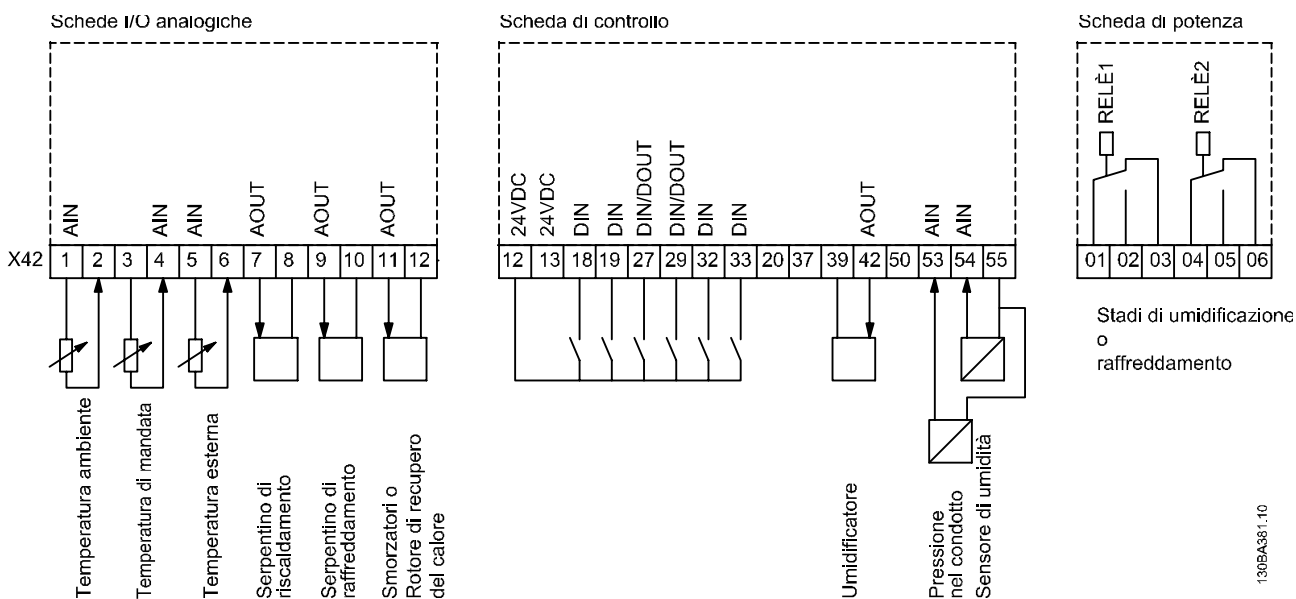 Schede I/O analogiche
Scheda di controllo
Scheda di potenza
RELÈ1
RELÈ2
AIN
AIN
AIN
AOUT
AOUT
AOUT
24VDC
24VDC
DIN
DIN
DIN/DOUT
DIN/DOUT
DIN
DIN
AOUT
AIN
AIN
X42
1 2 3 4 5 6 7 8 9 10 11 12
12 13 18 19 27 29 32 33 20 37 39 42 50 53 54 55
01 02 03 04 05 06
Temperatura ambiente
Temperatura di mandata
Temperatura esterna
Serpentino di
riscaldamento
Serpentino di
raffreddamento
Smorzatori o
Rotore di recupero
del calore
Umidificatore
Pressione
nel condotto
Sensore di umidità
Stadi di umidificazione
o
raffreddamento
130BA381.10